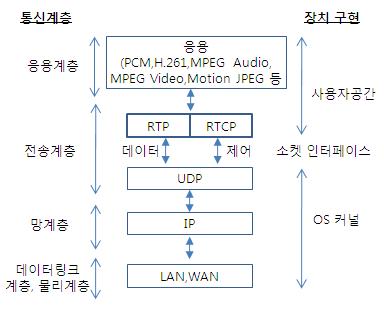 통신계층
장치 구현
응용
(PCM,H.261,MPEG Audio,
MPEG Video,Motion JPEG 등
응용계층
사용자공간
RTP
RTCP
데이터
제어
전송계층
소켓 인터페이스
UDP
망계층
IP
OS 커널
데이터링크
계층, 물리계층
LAN,WAN